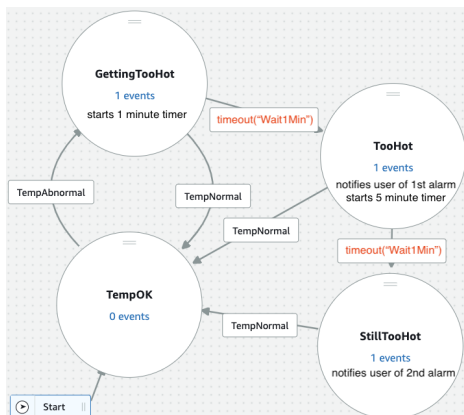 GettingTooHot
1 events
starts 1 minute timer
timeout("Wait1Min")
TooHot
1 events
notifies user of 1st alarm
starts 5 minute timer
TempAbnormal
TempNormal
TempNormal
timeout("Wait1Min")
TempOK
0 events
TempNormal
StillTooHot
1 events
notifies user of 2nd alarm
Start